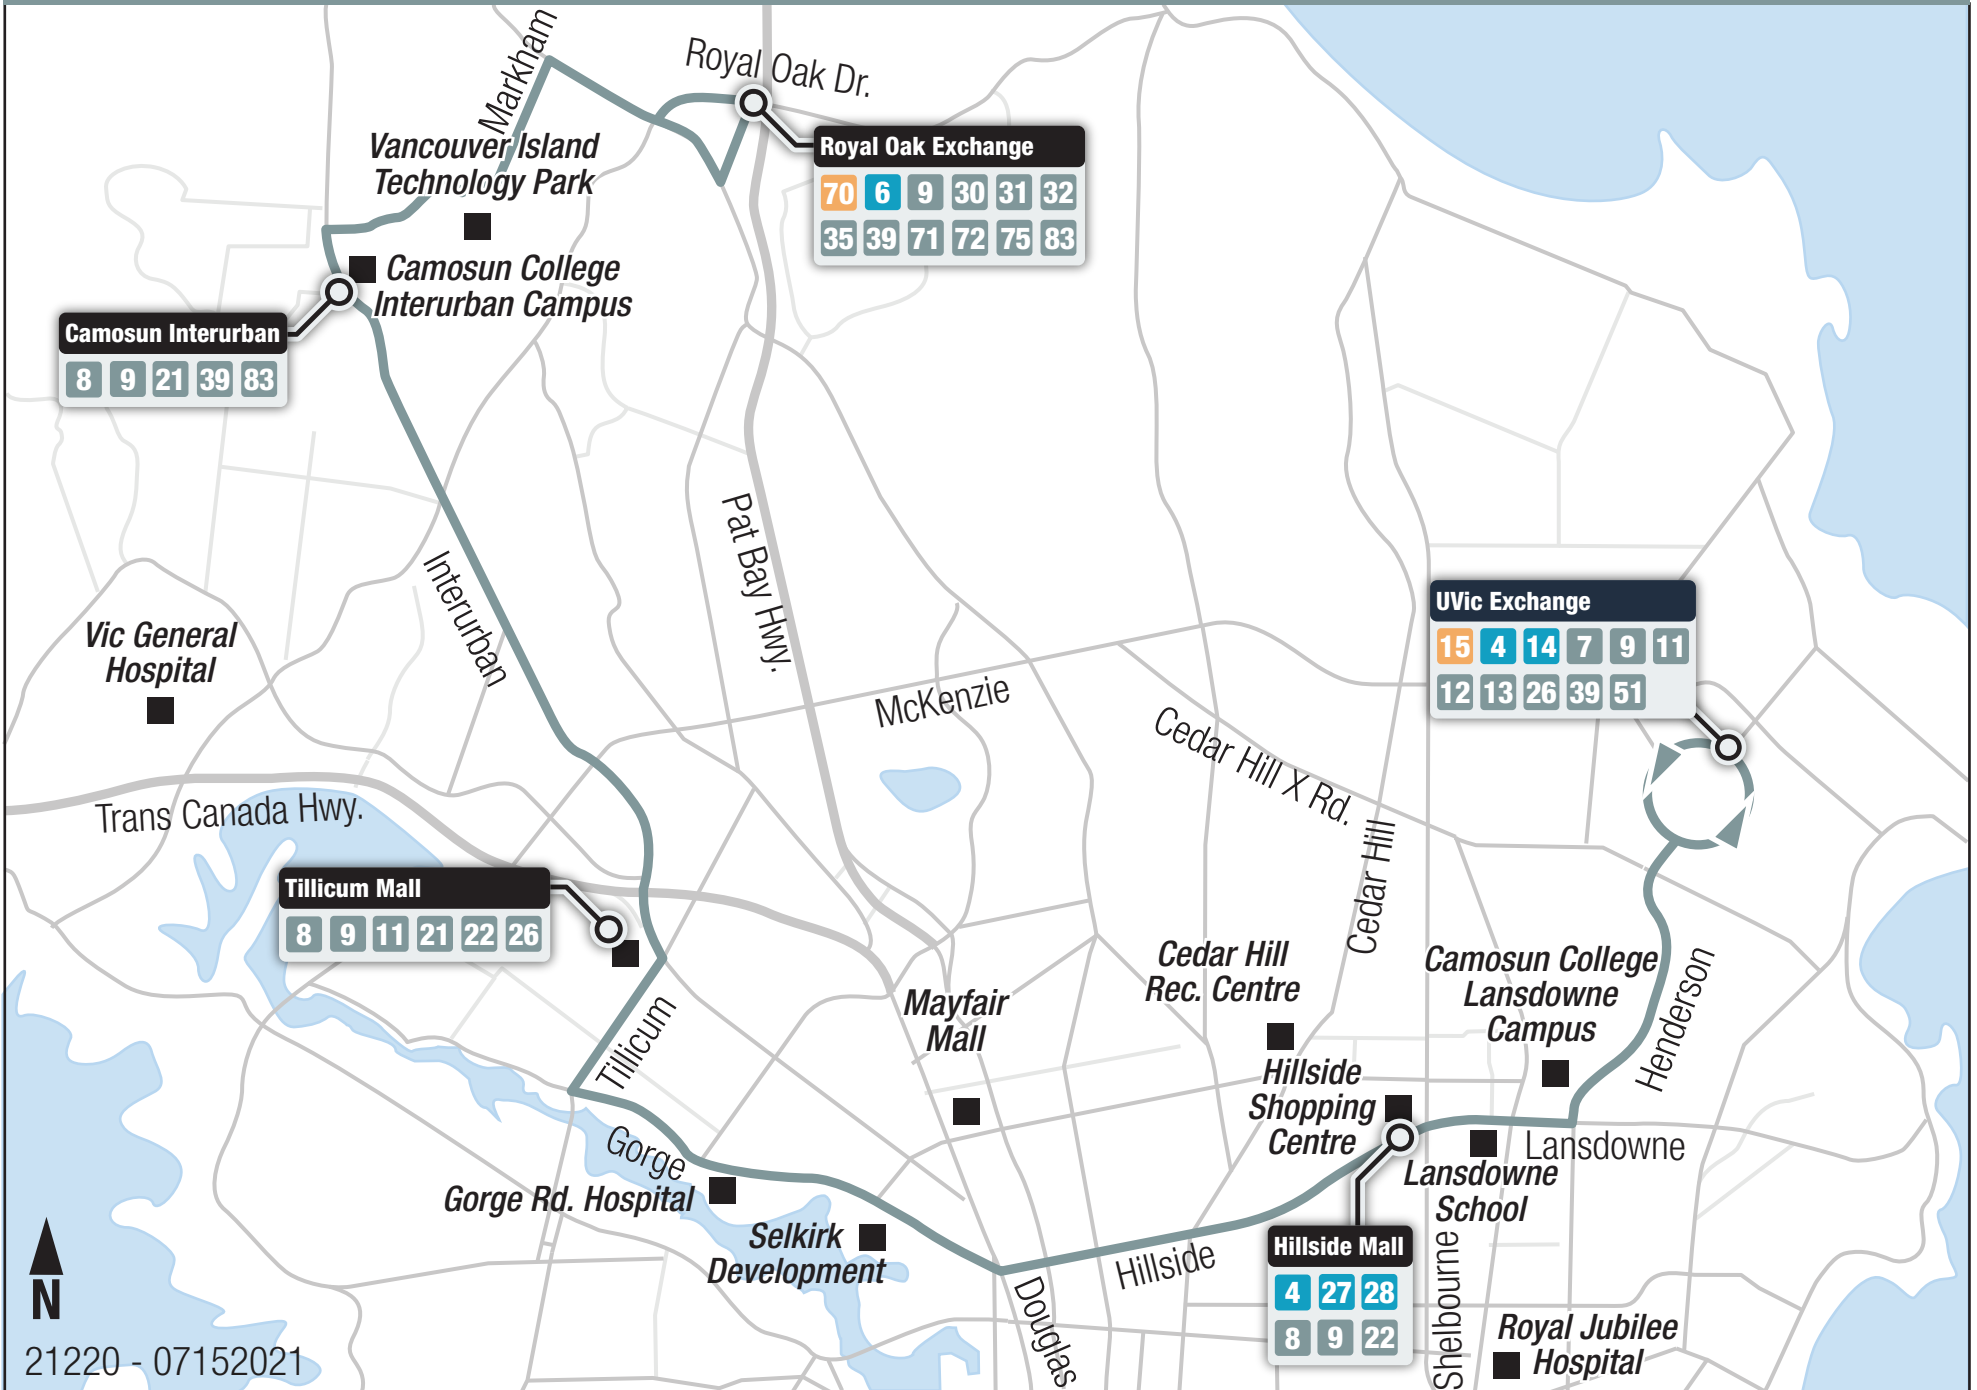 Markham
Royal Oak Dr.
Vancouver Island
Technology Park
Royal Oak Exchange
70 6 9 30 31 32
35 39 71 72 75 83
Camosun College
Interurban Campus
Camosun Interurban
8 9 21 39 83
Pat Bay Hwy.
Interurban
Vic General
Hospital
UVic Exchange
15 4 14 7 9 11
12 13 26 39 51
McKenzie
Cedar Hill X Rd.
Trans Canada Hwy.
Cedar Hill
Tillicum Mall
8 9 11 21 22 26
Cedar Hill
Rec. Centre
Camosun College
Lansdowne
Campus
Henderson
Mayfair
Mall
Tillicum
Hillside
Shopping
Centre
Gorge
Lansdowne
Lansdowne
School
Gorge Rd. Hospital
Selkirk
Development
Hillside
Hillside Mall
4 27 28
8 9 22
Shelbourne
Douglas
Royal Jubilee
Hospital
N
21220 - 07152021